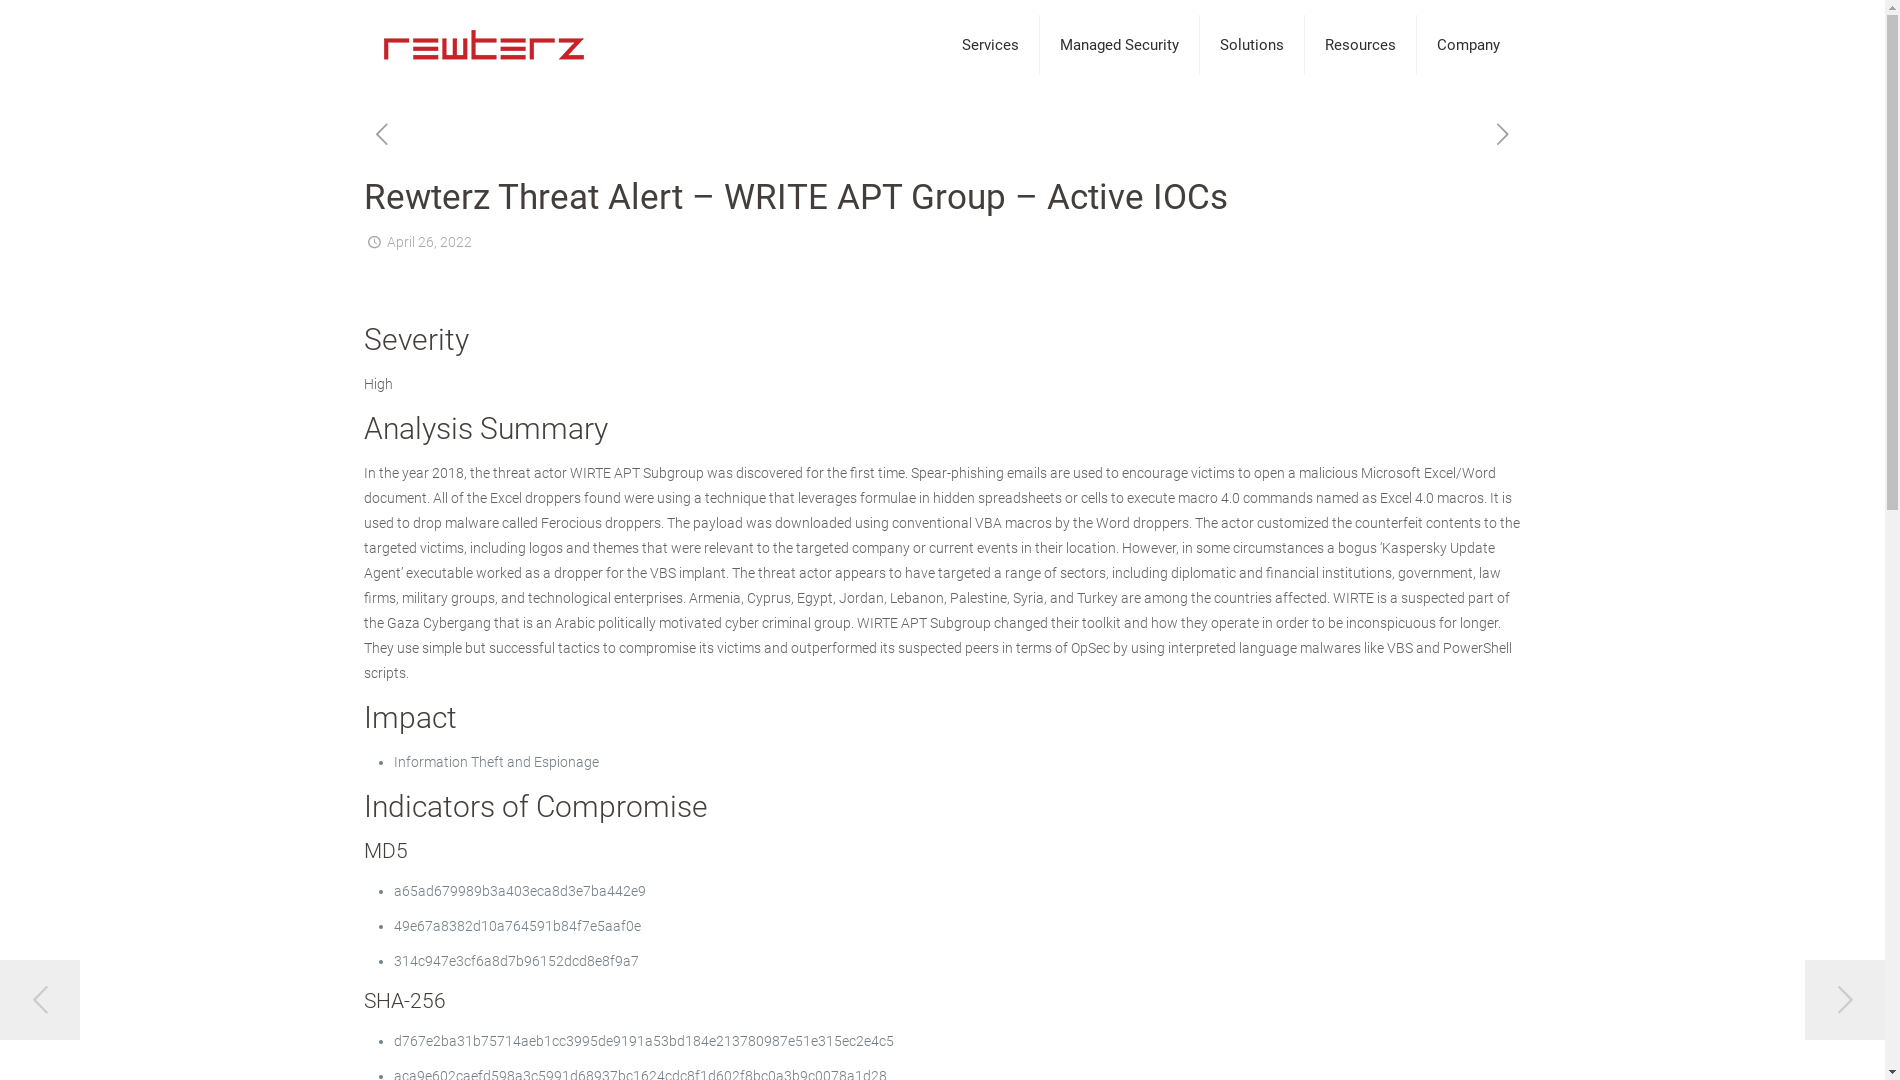 rewterz
Services
Managed Security
Solutions
Resources
Company
Rewterz Threat Alert – WRITE APT Group – Active IOCs
April 26, 2022
Severity
High
Analysis Summary
In the year 2018, the threat actor WIRTE APT Subgroup was discovered for the first time. Spear-phishing emails are used to encourage victims to open a malicious Microsoft Excel/Word
document. All of the Excel droppers found were using a technique that leverages formulae in hidden spreadsheets or cells to execute macro 4.0 commands named as Excel 4.0 macros. It is
used to drop malware called Ferocious droppers. The payload was downloaded using conventional VBA macros by the Word droppers. The actor customized the counterfeit contents to the
targeted victims, including logos and themes that were relevant to the targeted company or current events in their location. However, in some circumstances a bogus ‘Kaspersky Update
Agent’ executable worked as a dropper for the VBS implant. The threat actor appears to have targeted a range of sectors, including diplomatic and financial institutions, government, law
firms, military groups, and technological enterprises. Armenia, Cyprus, Egypt, Jordan, Lebanon, Palestine, Syria, and Turkey are among the countries affected. WIRTE is a suspected part of
the Gaza Cybergang that is an Arabic politically motivated cyber criminal group. WIRTE APT Subgroup changed their toolkit and how they operate in order to be inconspicuous for longer.
They use simple but successful tactics to compromise its victims and outperformed its suspected peers in terms of OpSec by using interpreted language malwares like VBS and PowerShell
scripts.
Impact
Information Theft and Espionage
Indicators of Compromise
MD5
a65ad679989b3a403eca8d3e7ba442e9
49e67a8382d10a764591b84f7e5aaf0e
314c947e3cf6a8d7b96152dcd8e8f9a7
SHA-256
d767e2ba31b75714aeb1cc3995de9191a53bd184e213780987e51e315ec2e4c5
aca9e602caefd598a3c5991d68937bc1624cdc8f1d602f8bc0a3b9c0078a1d28